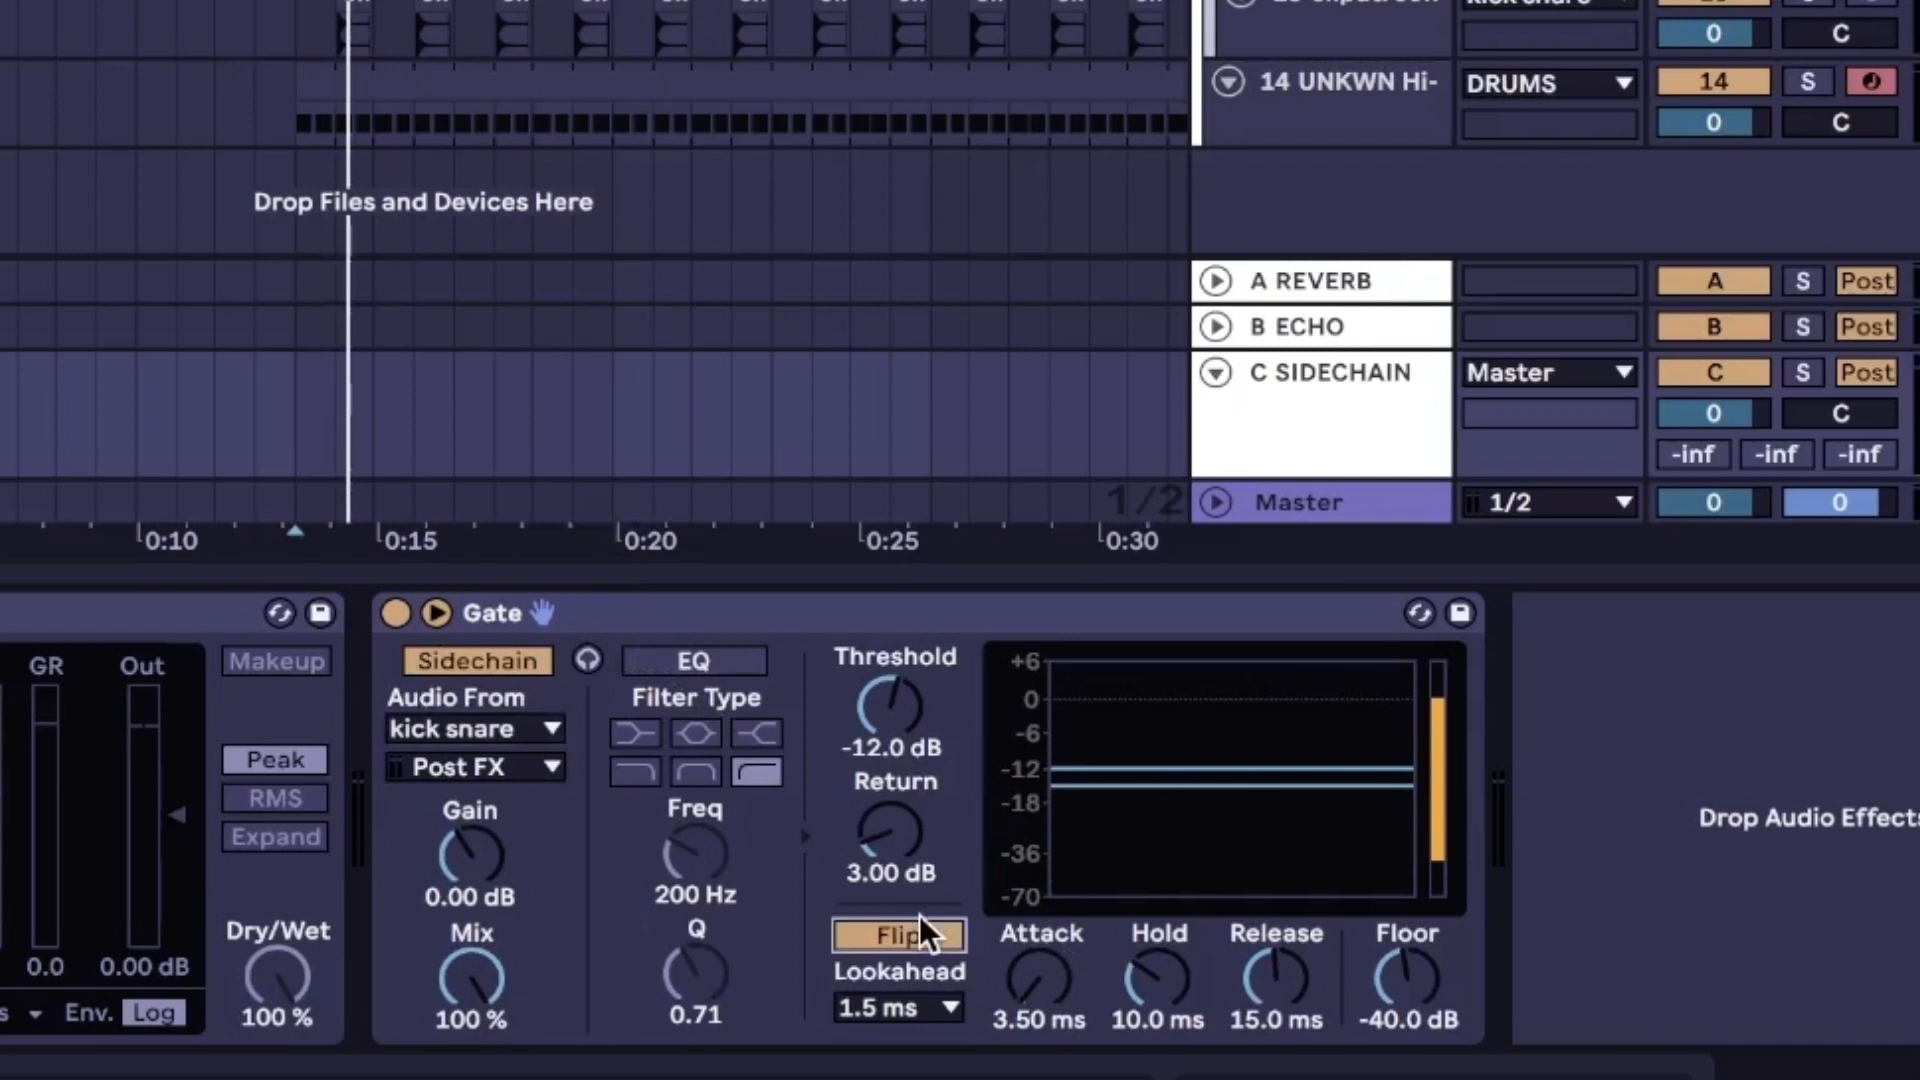 14 UNKWN Hi-
DRUMS
14
S
0
C
0
C
Drop Files and Devices Here
A REVERB
A
S
Post
B ECHO
B
S
Post
C SIDECHAIN
Master
C
S
Post
0
C
-inf
-inf
-inf
1/2
Master
1/2
0
0
0:10
0:15
0:20
0:25
0:30
GR
Out
0.0
0.00 dB
Env.
Log
Makeup
Peak
RMS
Expand
Dry/Wet
100 %
Gate
Sidechain
Audio From
kick snare
Post FX
Gain
0.00 dB
Mix
100 %
EQ
Filter Type
Freq
200 Hz
Q
0.71
Threshold
-12.0 dB
Return
3.00 dB
Flip
Lookahead
1.5 ms
+6
0
-6
-12
-18
-36
-70
Attack
3.50 ms
Hold
10.0 ms
Release
15.0 ms
Floor
-40.0 dB
Drop Audio Effects